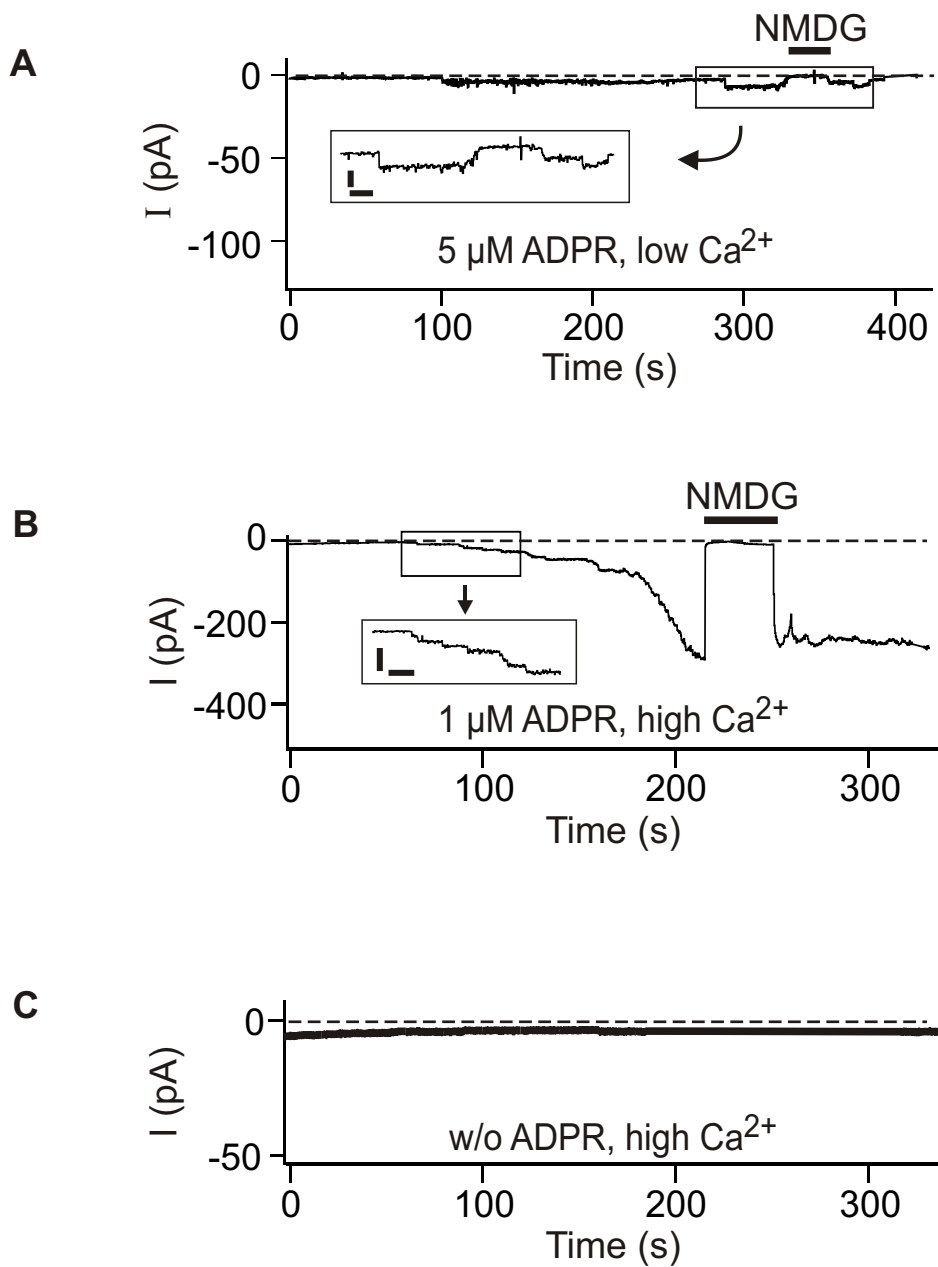 A
NMDG
0
-50
-100
I (pA)
5 µM ADPR, low Ca2+
0 100 200 300 400
Time (s)
B
NMDG
0
-200
-400
I (pA)
1 µM ADPR, high Ca2+
0 100 200 300
Time (s)
C
0
-50
I (pA)
w/o ADPR, high Ca2+
0 100 200 300
Time (s)